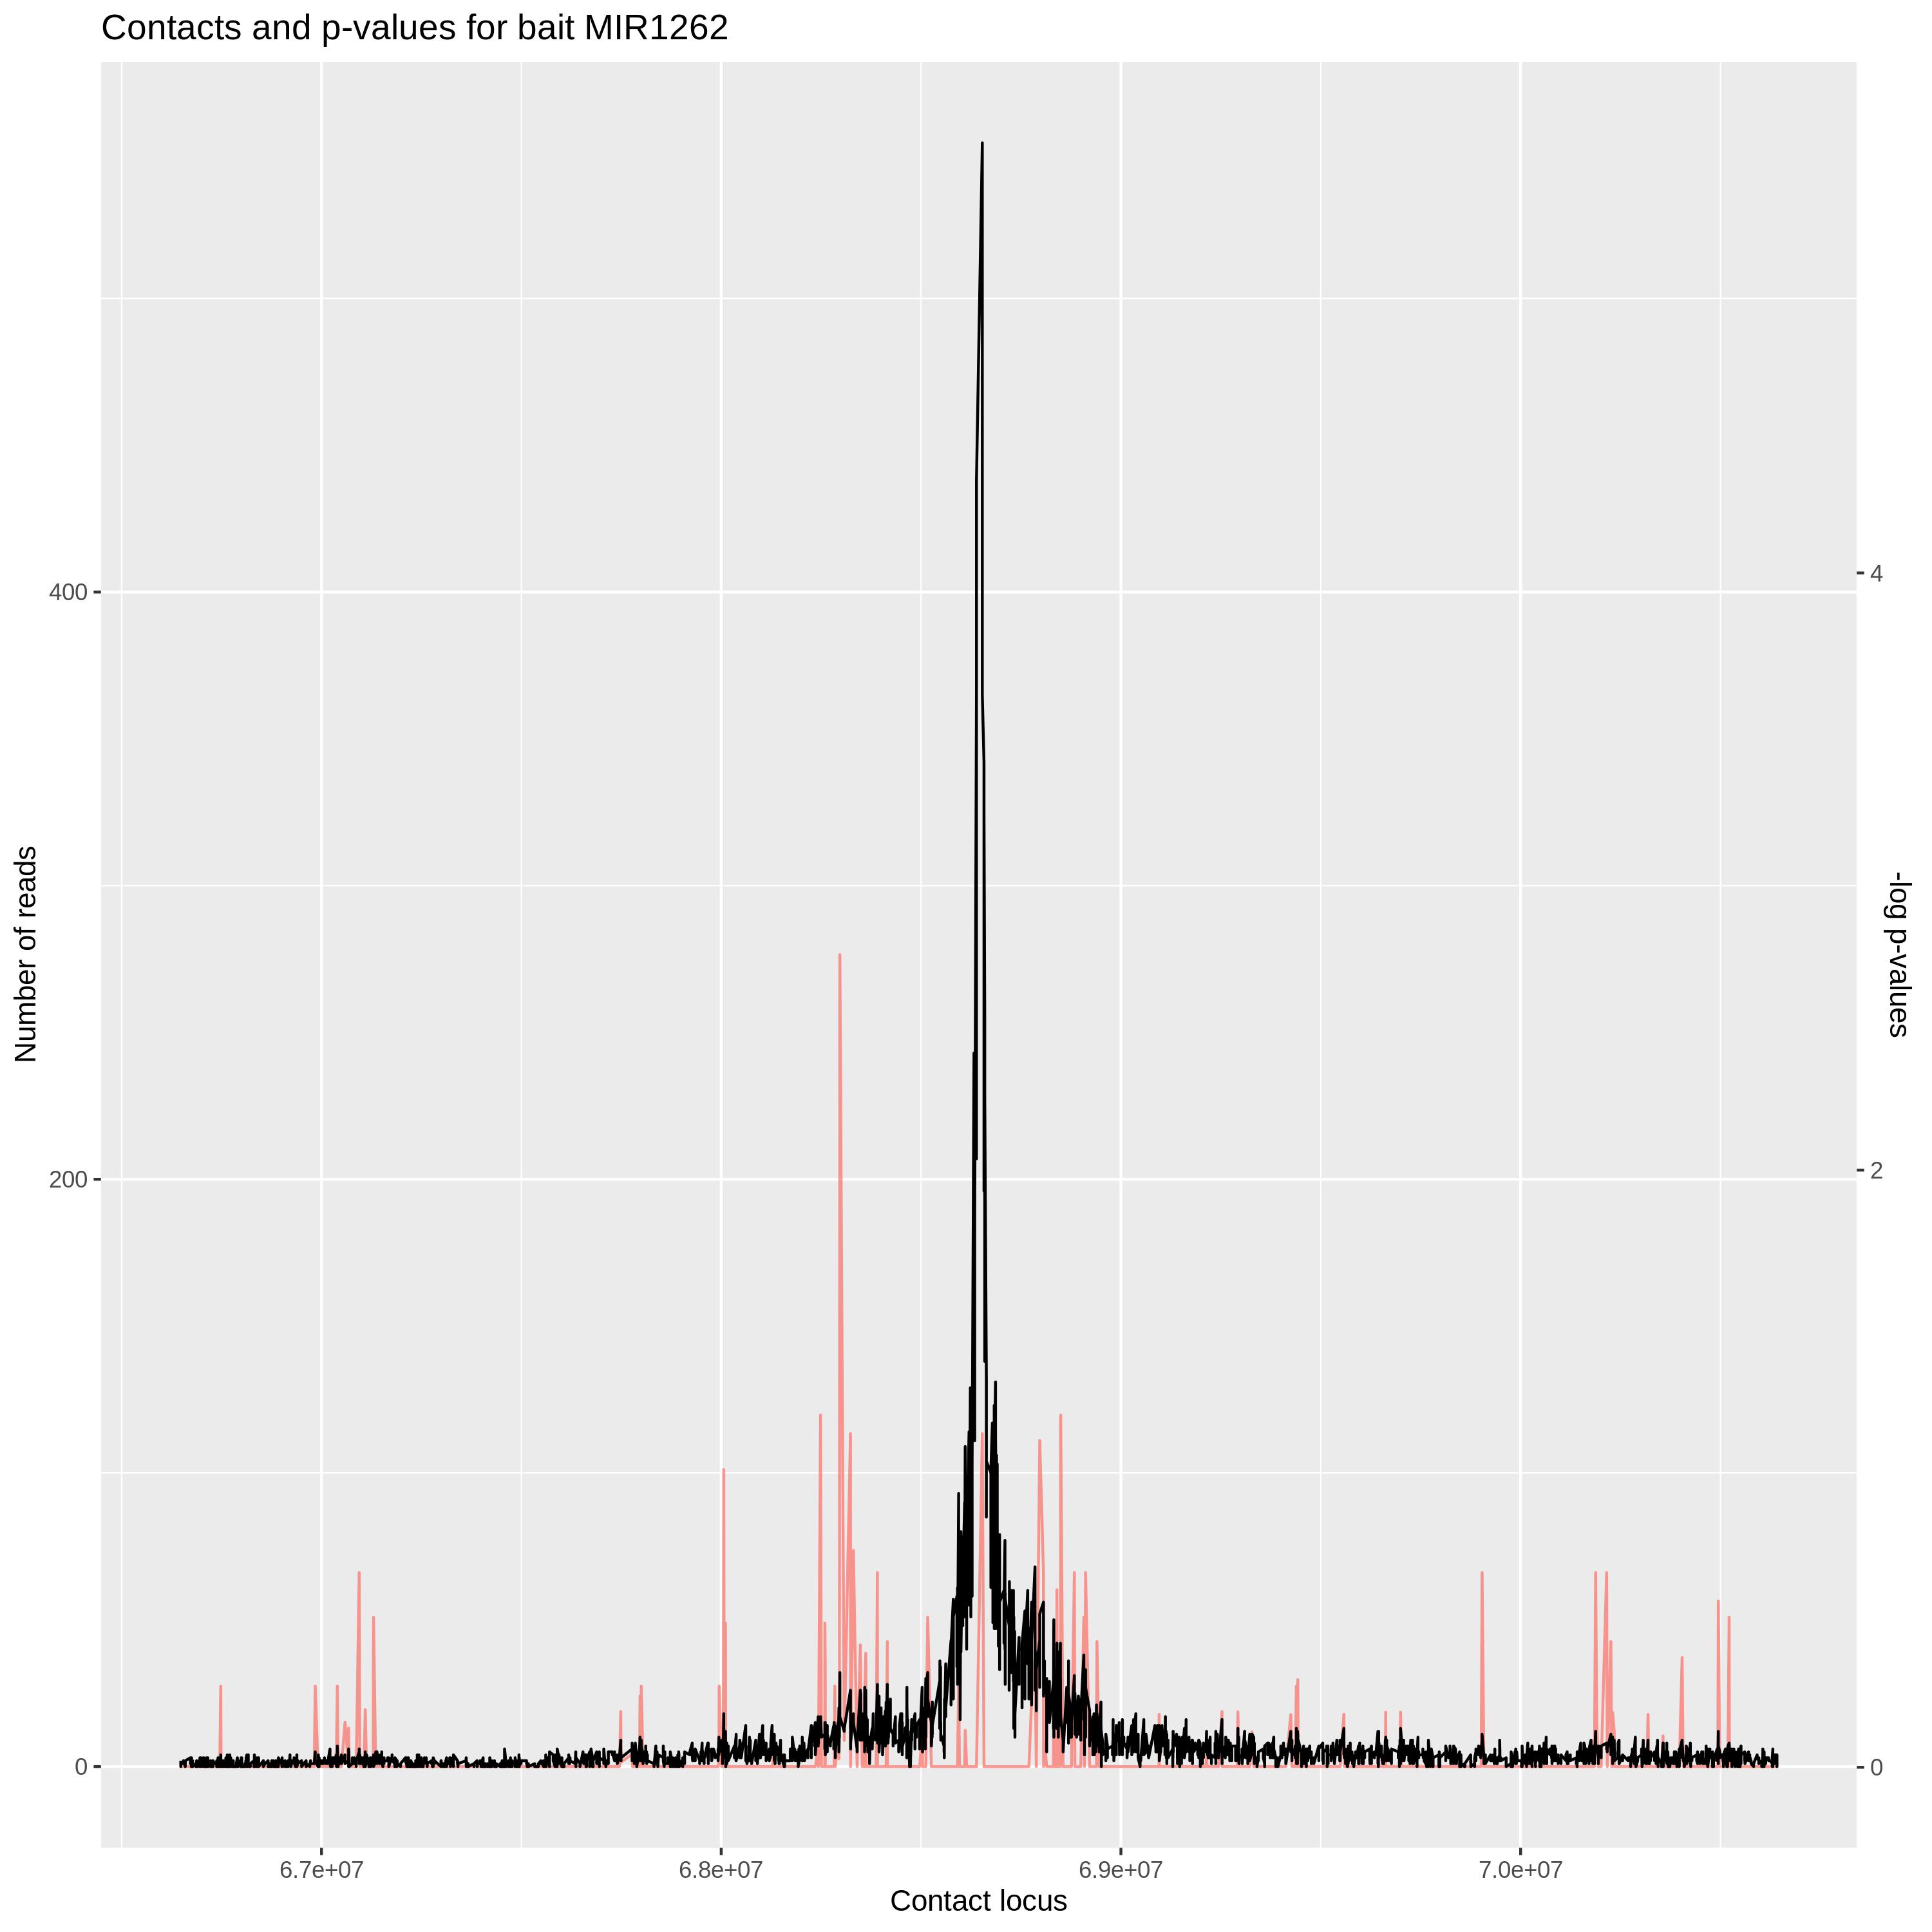 Contacts and p-values for bait MIR1262
Number of reads
400
200
0
4
2
0
-log p-values
6.7e+07
6.8e+07
6.9e+07
7.0e+07
Contact locus